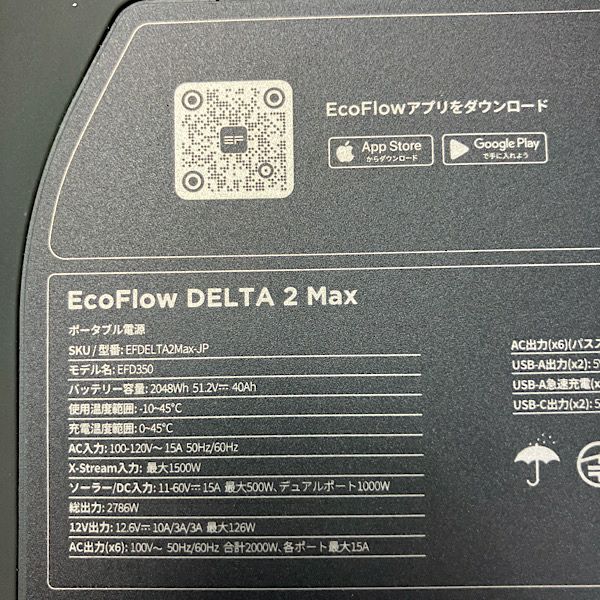 EcoFlowアプリをダウンロード
App Store
からダウンロード
Google Play
で手に入れよう
EcoFlow DELTA 2 Max
ポータブル電源
SKU / 型番: EFDELTA2Max-JP
モデル名: EFD350
バッテリー容量: 2048Wh 51.2V⎓ 40Ah
使用温度範囲: -10~45°C
充電温度範囲: 0~45°C
AC入力: 100-120V～ 15A 50Hz/60Hz
X-Stream入力: 最大1500W
ソーラー/DC入力: 11-60V⎓15A 最大500W、デュアルポート1000W
総出力: 2786W
12V出力: 12.6V⎓ 10A/3A/3A 最大126W
AC出力(x6): 100V～ 50Hz/60Hz 合計2000W、各ポート最大15A
AC出力(x6)(バイパス
USB-A出力(x2): 5
USB-A急速充電(x
USB-C出力(x2): 5